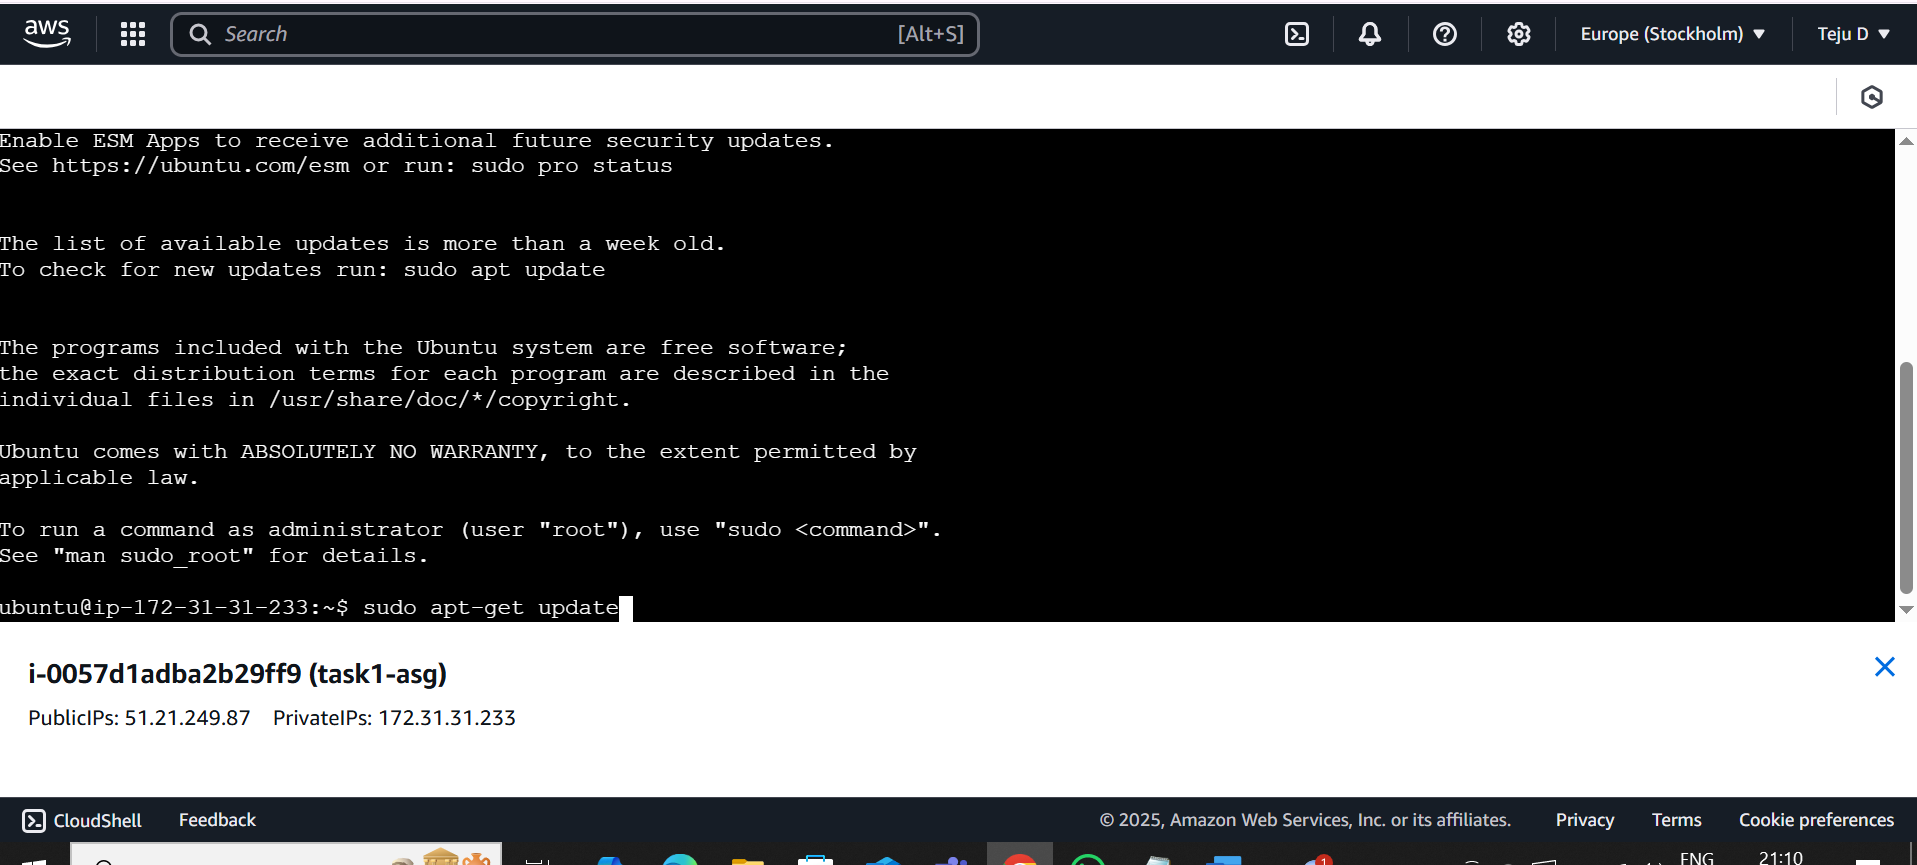 aws
Search [Alt+S]
Europe (Stockholm) Teju D
Enable ESM Apps to receive additional future security updates.
See https://ubuntu.com/esm or run: sudo pro status
The list of available updates is more than a week old.
To check for new updates run: sudo apt update
The programs included with the Ubuntu system are free software;
the exact distribution terms for each program are described in the
individual files in /usr/share/doc/*/copyright.
Ubuntu comes with ABSOLUTELY NO WARRANTY, to the extent permitted by
applicable law.
To run a command as administrator (user "root"), use "sudo <command>".
See "man sudo_root" for details.
ubuntu@ip-172-31-31-233:~$ sudo apt-get update
i-0057d1adba2b29ff9 (task1-asg)
PublicIPs: 51.21.249.87 PrivateIPs: 172.31.31.233
CloudShell Feedback © 2025, Amazon Web Services, Inc. or its affiliates. Privacy Terms Cookie preferences
1 ENG 21:10